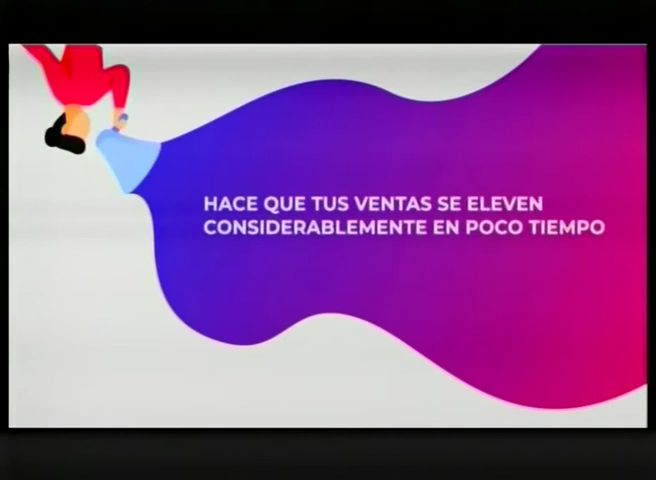 HACE QUE TUS VENTAS SE ELEVEN
CONSIDERABLEMENTE EN POCO TIEMPO